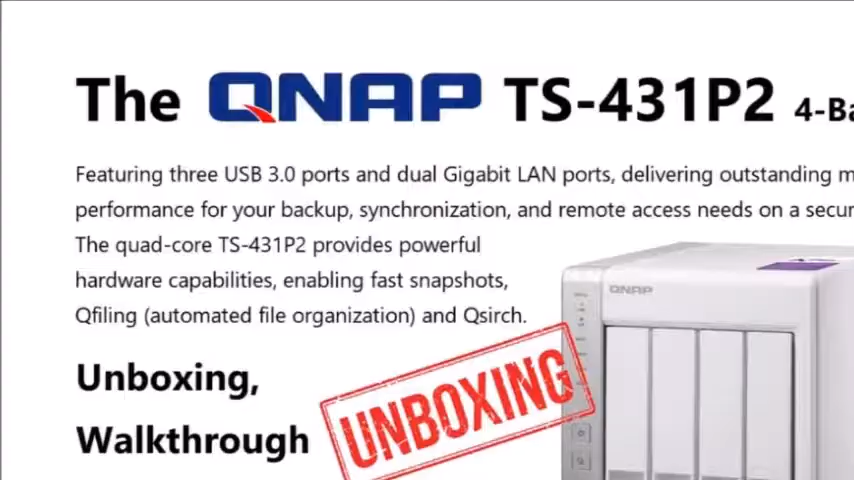 The QNAP TS-431P2 4-Ba
Featuring three USB 3.0 ports and dual Gigabit LAN ports, delivering outstanding m
performance for your backup, synchronization, and remote access needs on a secur
The quad-core TS-431P2 provides powerful
hardware capabilities, enabling fast snapshots,
Qfiling (automated file organization) and Qsirch.
QNAP
Unboxing,
UNBOXING
Walkthrough